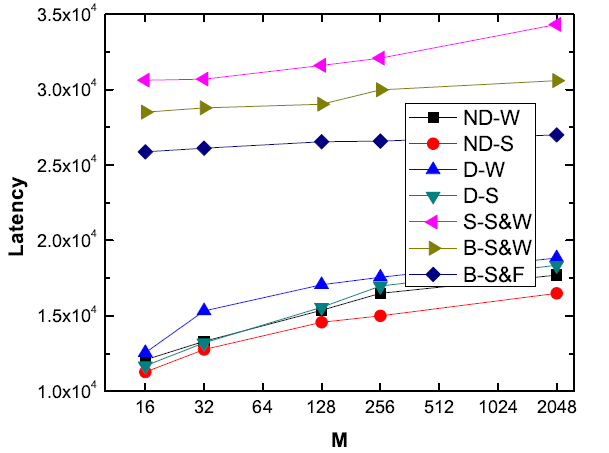 3.5x10^4
3.0x10^4
2.5x10^4
2.0x10^4
1.5x10^4
1.0x10^4
Latency
ND-W
ND-S
D-W
D-S
S-S&W
B-S&W
B-S&F
16 32 64 128 256 512 1024 2048
M